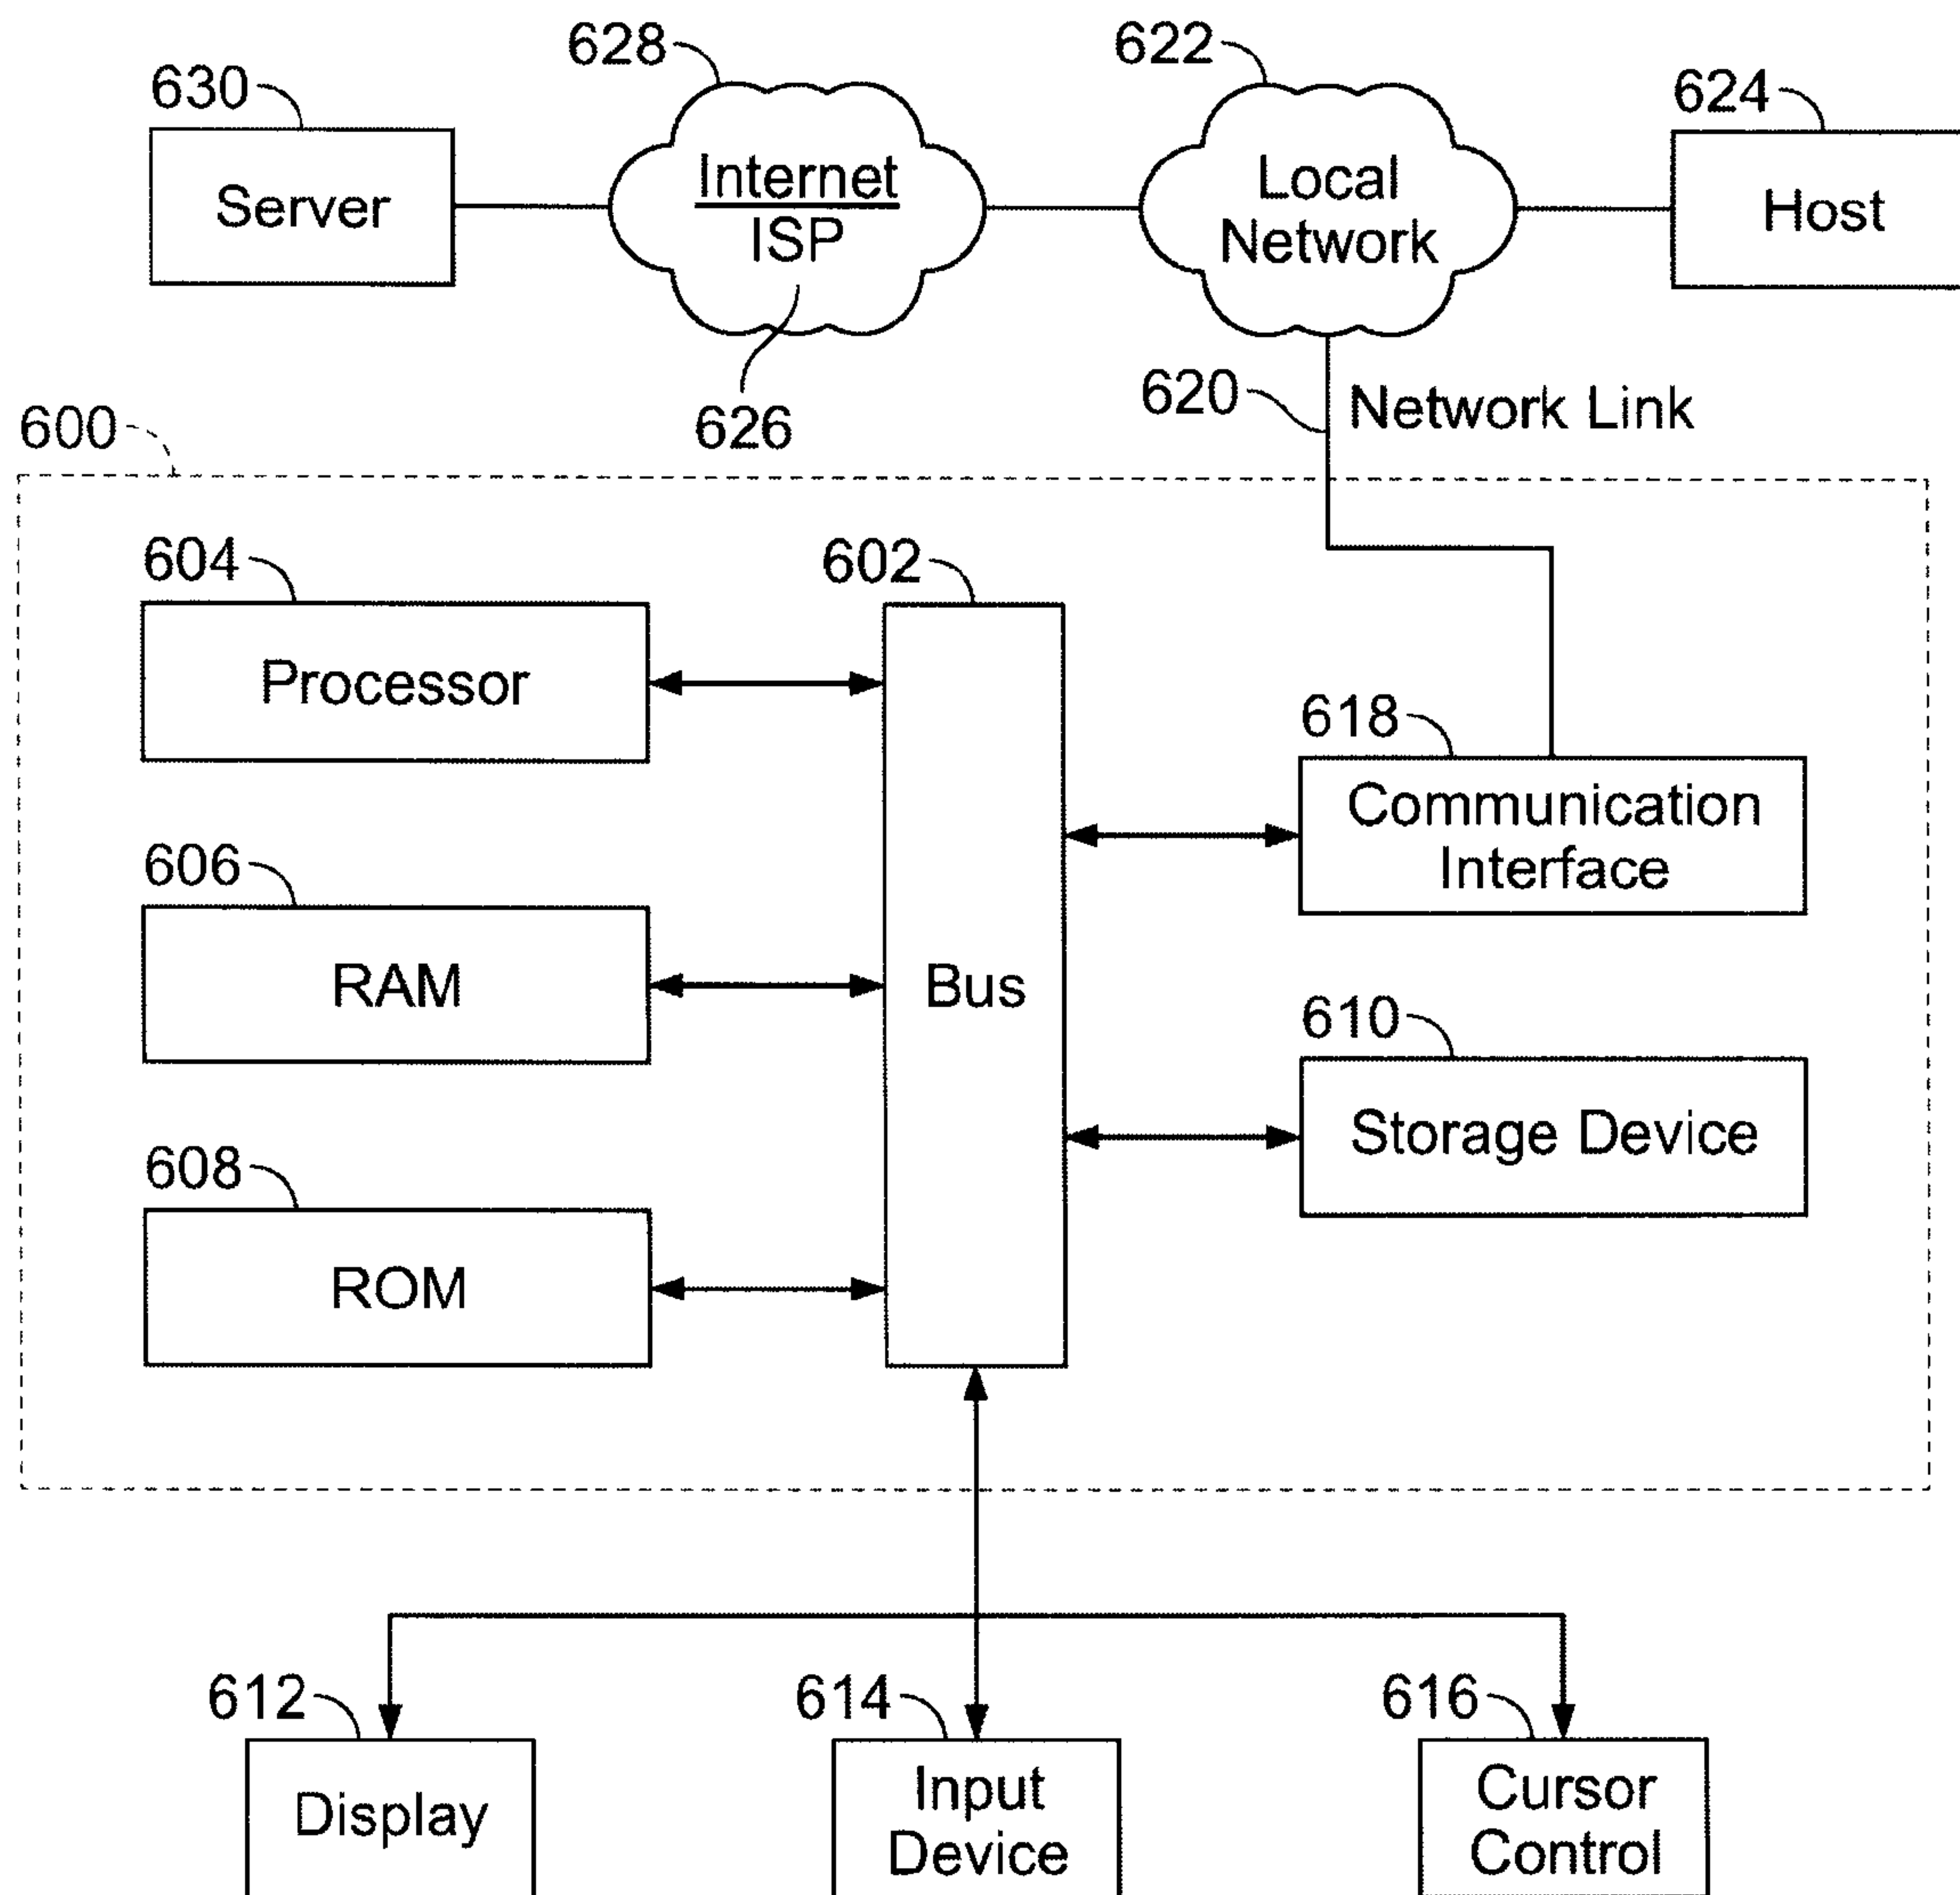 628
622
630
624
Server
Internet
ISP
Local
Network
Host
626
620
Network Link
600
604
602
Processor
618
Communication
Interface
606
RAM
Bus
610
Storage Device
608
ROM
612
614
616
Display
Input
Device
Cursor
Control